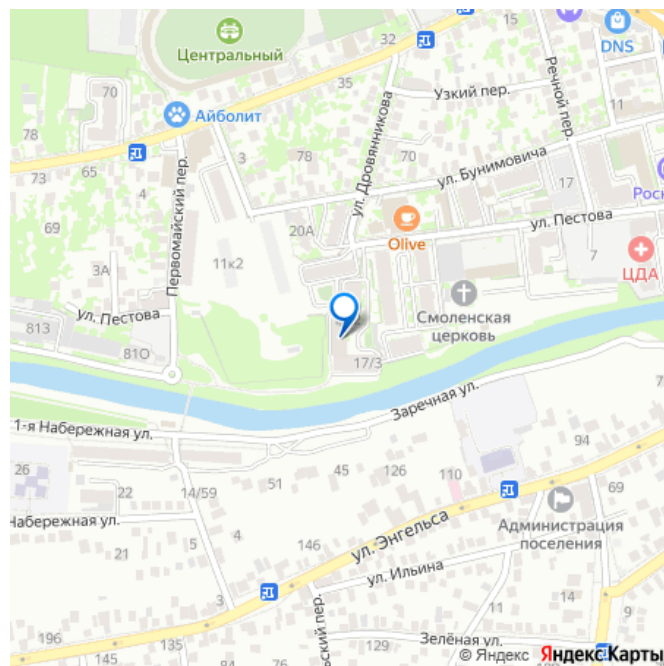 Центральный
32
DNS
Речной пер.
35
Узкий пер.
70
Айболит
ул. Дровянникова
11
78
65
3
78
70
73
4
ул. Бунимовича
17
Первомайский пер.
69
20А
ул. Пестова
Olive
7
11к2
3А
ЦДА
ул. Пестова
Смоленская
церковь
813
81О
17/3
Заречная ул.
1-я Набережная ул.
94
26
45
126
110
51
22
14/59
69
Набережная ул.
Администрация
поселения
4
ул. Энгельса
21
5
146
ул. Ильина
3
14
9
196
145
135
129
Зелёная ул.
© Яндекс Яндекс.Карты